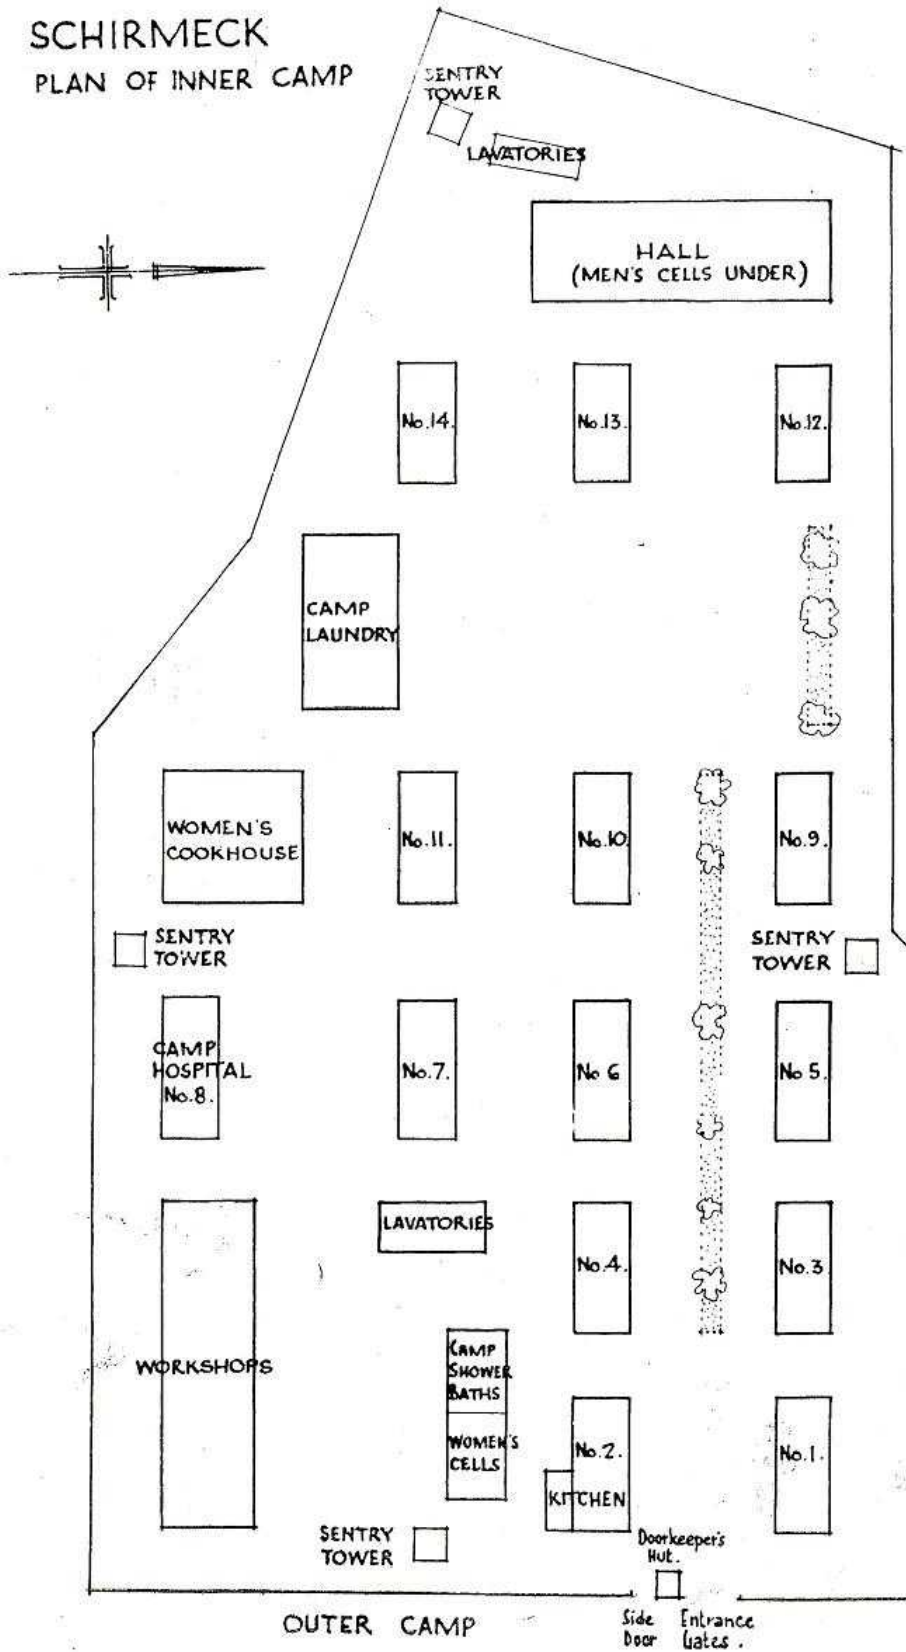 SCHIRMECK
PLAN OF INNER CAMP
SENTRY
TOWER
LAVATORIES
HALL
(MEN'S CELLS UNDER)
No.14.
No.13.
No.12.
CAMP
LAUNDRY
WOMEN'S
COOKHOUSE
No.11.
No.10.
No.9.
SENTRY
TOWER
SENTRY
TOWER
CAMP
HOSPITAL
No.8.
No.7.
No 6
No 5.
LAVATORIES
No.4.
No.3
WORKSHOPS
CAMP
SHOWER
BATHS
WOMEN'S
CELLS
No.2.
KITCHEN
No.1.
SENTRY
TOWER
Doorkeeper's
Hut.
OUTER CAMP
Side
Door
Entrance
Gates.